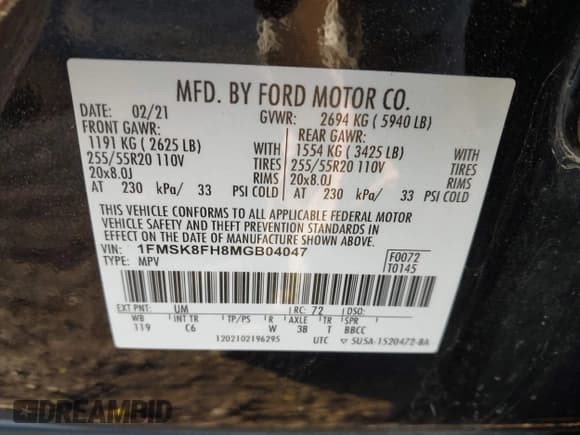 MFD. BY FORD MOTOR CO.
DATE: 02/21 GVWR: 2694 KG ( 5940 LB)
FRONT GAWR: REAR GAWR:
1191 KG ( 2625 LB) WITH 1554 KG ( 3425 LB) WITH
255/55R20 110V TIRES 255/55R20 110V TIRES
20x8.0J RIMS 20x8.0J RIMS
AT 230 kPa/ 33 PSI COLD AT 230 kPa/ 33 PSI COLD
THIS VEHICLE CONFORMS TO ALL APPLICABLE FEDERAL MOTOR
VEHICLE SAFETY AND THEFT PREVENTION STANDARDS IN
EFFECT ON THE DATE OF MANUFACTURE SHOWN ABOVE.
VIN: 1FMSK8FH8MGB04047 F0072
TYPE: MPV T0145
EXT PNT: UM RC: 72 DSO:
WB INT TR TP/PS R AXLE TR SPR
119 C6 W 3B T BBCC
1202102196295 UTC ▽ 5USA-1520472-BA
DREAMBID